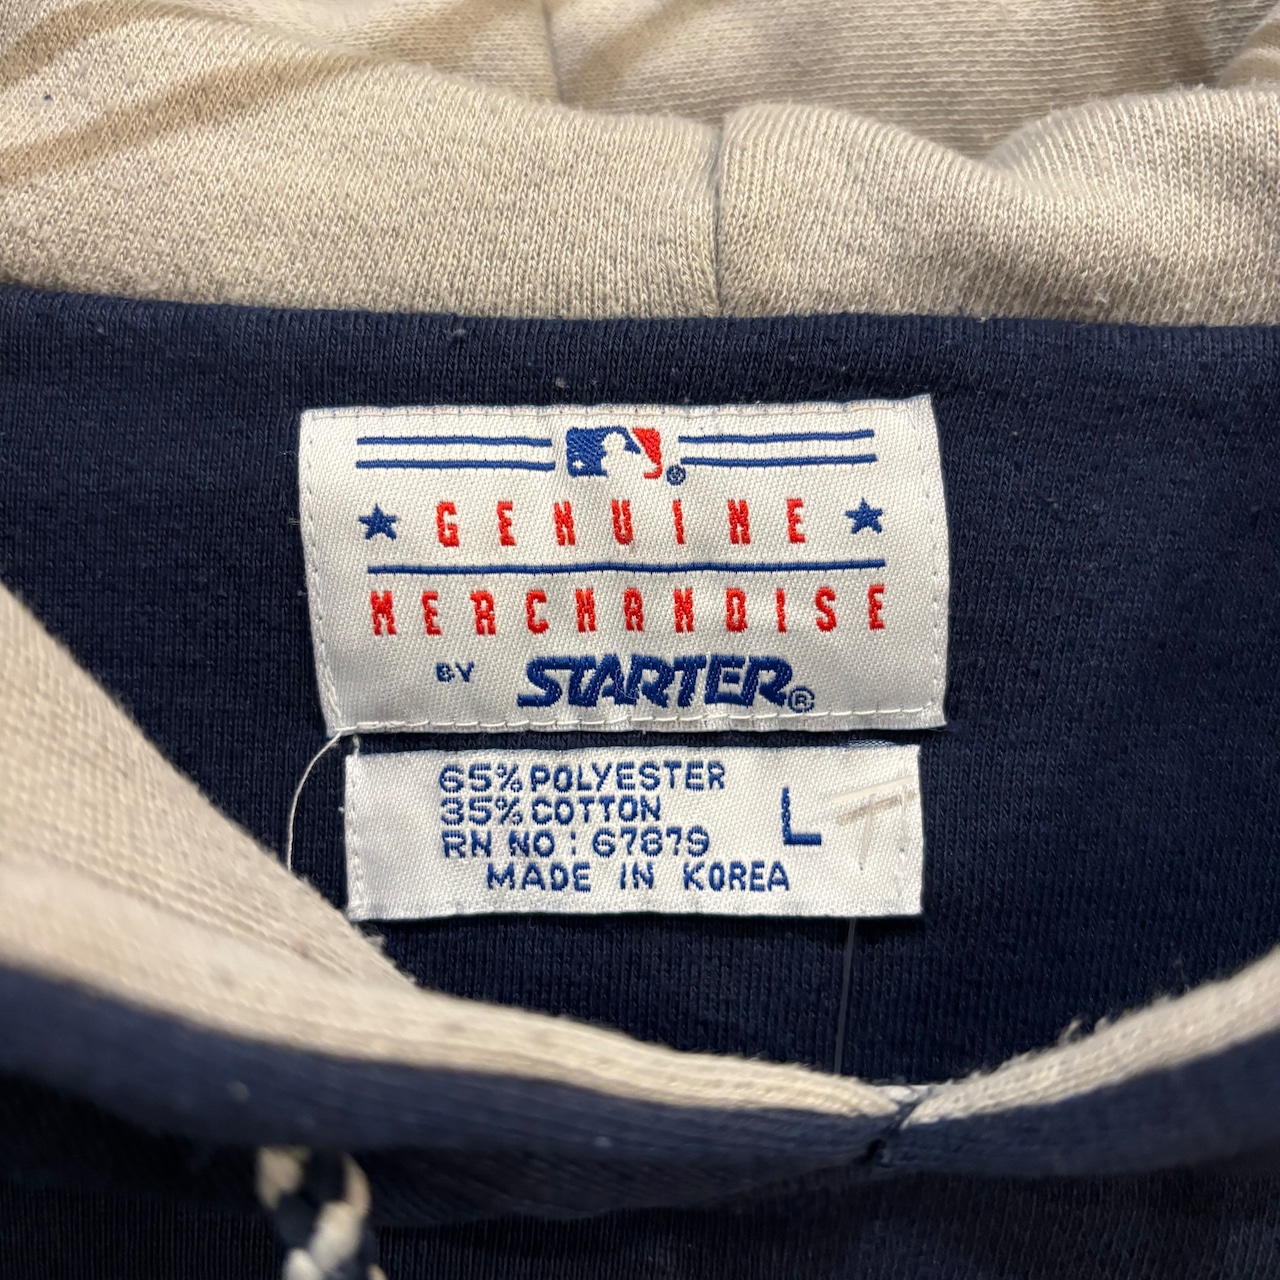 ®
GENUINE
MERCHANDISE
BY STARTER®
65% POLYESTER
35% COTTON
L
RN NO : 67879
MADE IN KOREA